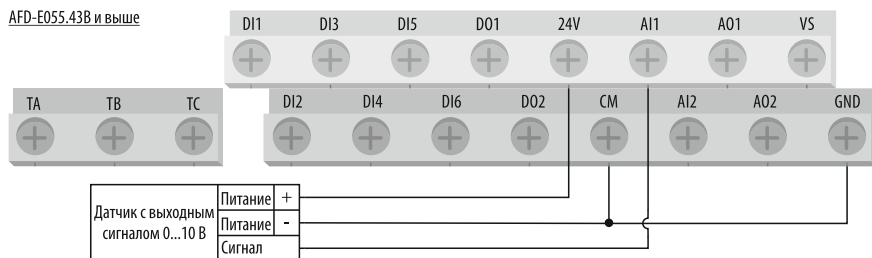 AFD-E055.43B и выше
DI1 DI3 DI5 DO1 24V AI1 AO1 VS
TA TB TC DI2 DI4 DI6 DO2 CM AI2 AO2 GND
Датчик с выходным
сигналом 0...10 В
Питание +
Питание -
Сигнал